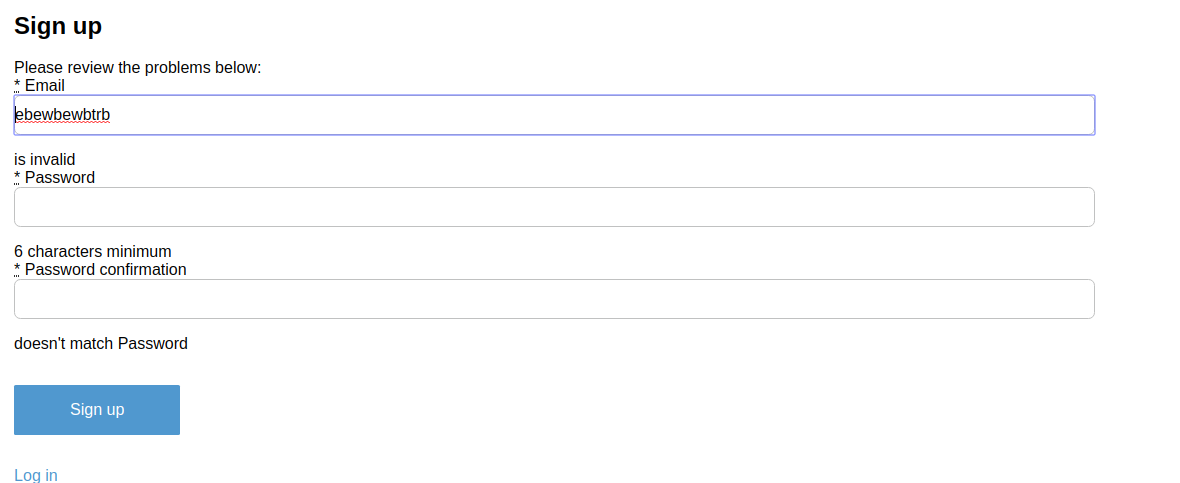 Sign up
Please review the problems below:
* Email
ebewbewbtrb
is invalid
* Password
6 characters minimum
* Password confirmation
doesn't match Password
Sign up
Log in